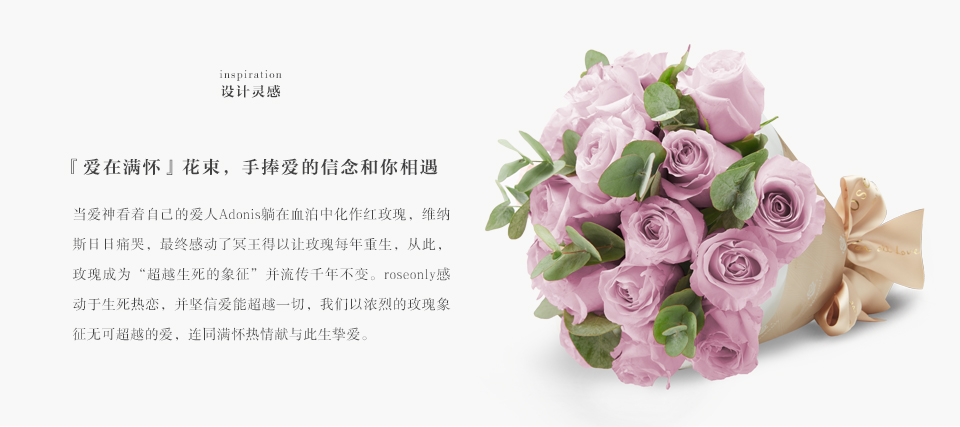 inspiration
设计灵感
『爱在满怀』花束，手捧爱的信念和你相遇
当爱神看着自己的爱人Adonis躺在血泊中化作红玫瑰，维纳
斯日日痛哭，最终感动了冥王得以让玫瑰每年重生，从此，
玫瑰成为“超越生死的象征”并流传千年不变。roseonly感
动于生死热恋，并坚信爱能超越一切，我们以浓烈的玫瑰象
征无可超越的爱，连同满怀热情献与此生挚爱。